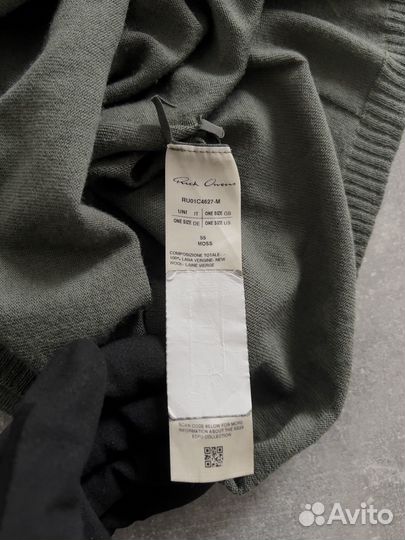 Rick Owens
RU01C4627-M
UNI IT ONE SIZE GB
ONE SIZE DE ONE SIZE US
55
MOSS
COMPOSIZIONE TOTALE-
100% LANA VERGINE- NEW
WOOL- LAINE VIERGE
SCAN CODE BELOW FOR MORE
INFORMATION ABOUT THE SS24
COLLECTION
Avito